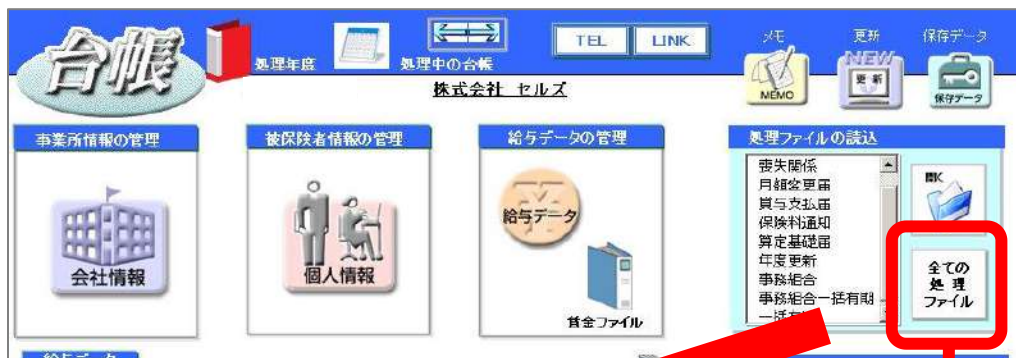 台帳
処理年度
処理中の台帳
TEL
LINK
メモ
更新
保存データ
MEMO
NEW
更新
保存データ
株式会社 セルズ
事業所情報の管理
被保険者情報の管理
給与データの管理
処理ファイルの読込
会社情報
個人情報
給与データ
賃金ファイル
喪失関係
月額変更届
賞与支払届
保険料通知
算定基礎届
年度更新
事務組合
事務組合一括有期
開く
全ての
処 理
ファイル
給与データ